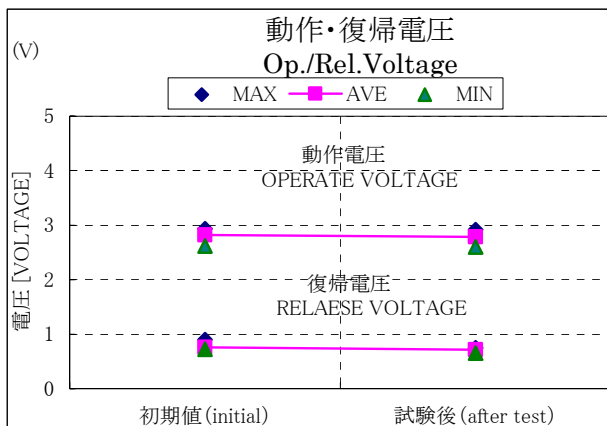 動作・復帰電圧
(V)
Op./Rel.Voltage
MAX AVE MIN
5
4
3
2
1
0
電圧 [VOLTAGE]
動作電圧
OPERATE VOLTAGE
復帰電圧
RELAESE VOLTAGE
初期値(initial) 試験後(after test)